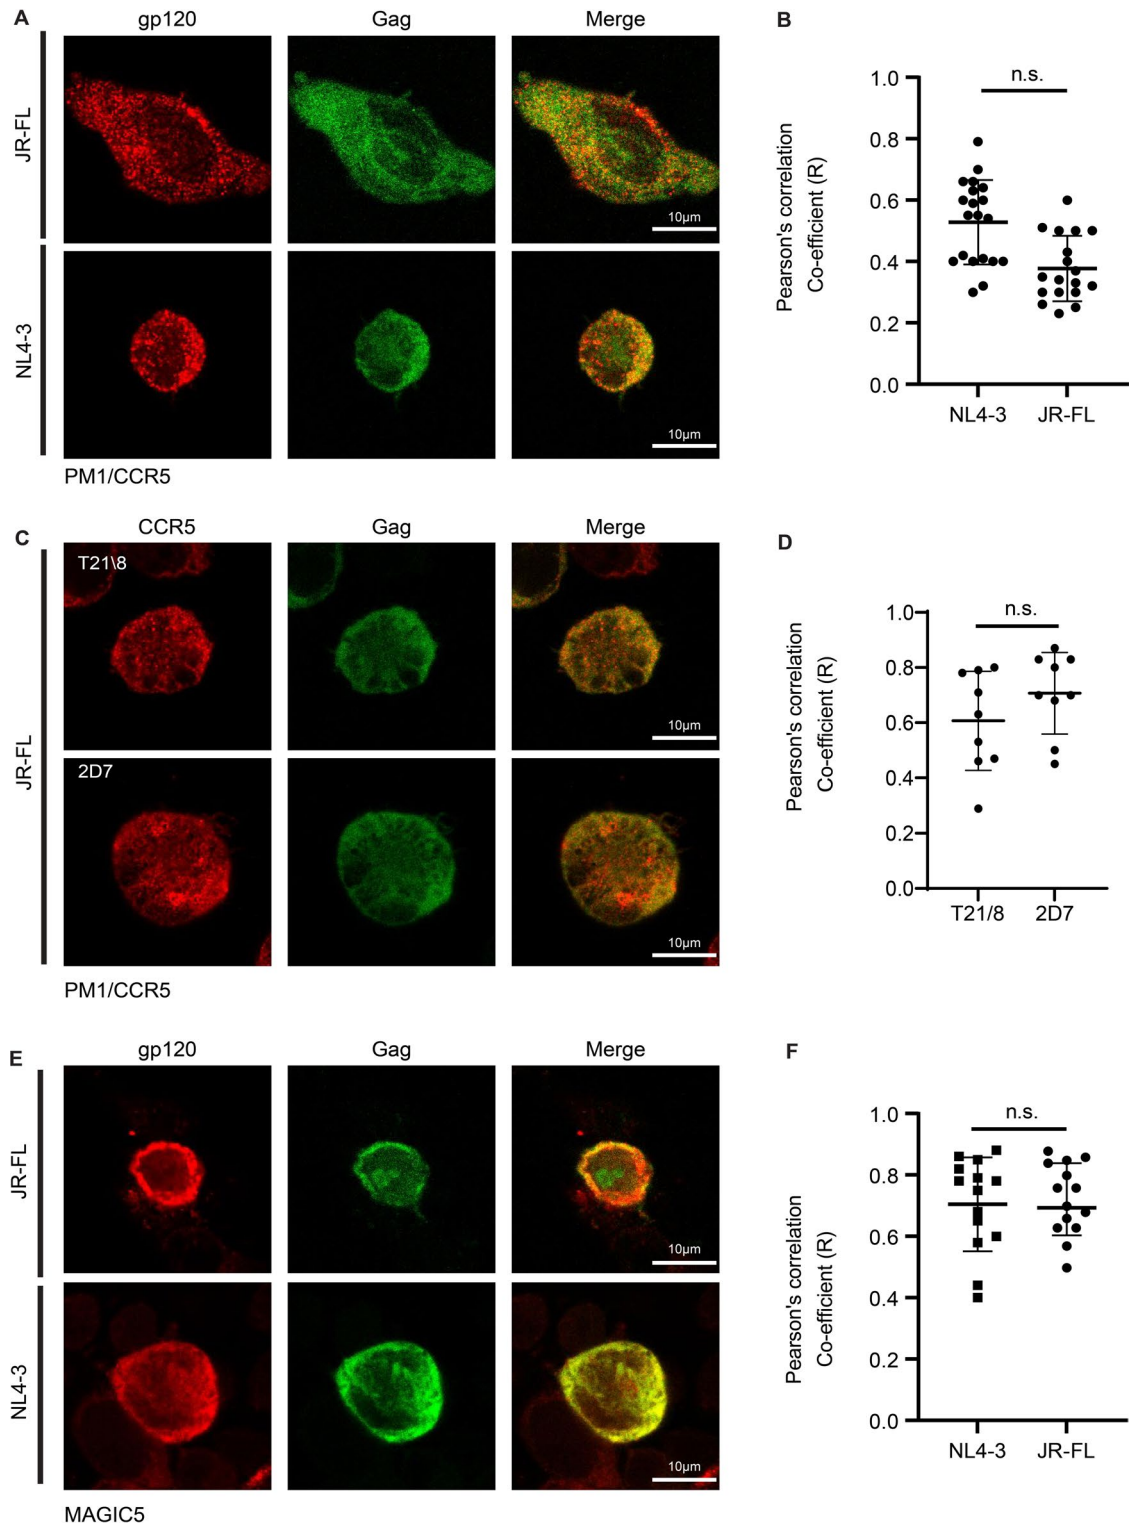 A
gp120
Gag
Merge
JR-FL
10µm
NL4-3
10µm
PM1/CCR5
B
n.s.
Pearson's correlation
Co-efficient (R)
1.0
0.8
0.6
0.4
0.2
0.0
NL4-3
JR-FL
C
CCR5
Gag
Merge
JR-FL
T21\8
10µm
2D7
10µm
PM1/CCR5
D
n.s.
Pearson's correlation
Co-efficient (R)
1.0
0.8
0.6
0.4
0.2
0.0
T21/8
2D7
E
gp120
Gag
Merge
JR-FL
10µm
NL4-3
10µm
MAGIC5
F
n.s.
Pearson's correlation
Co-efficient (R)
1.0
0.8
0.6
0.4
0.2
0.0
NL4-3
JR-FL